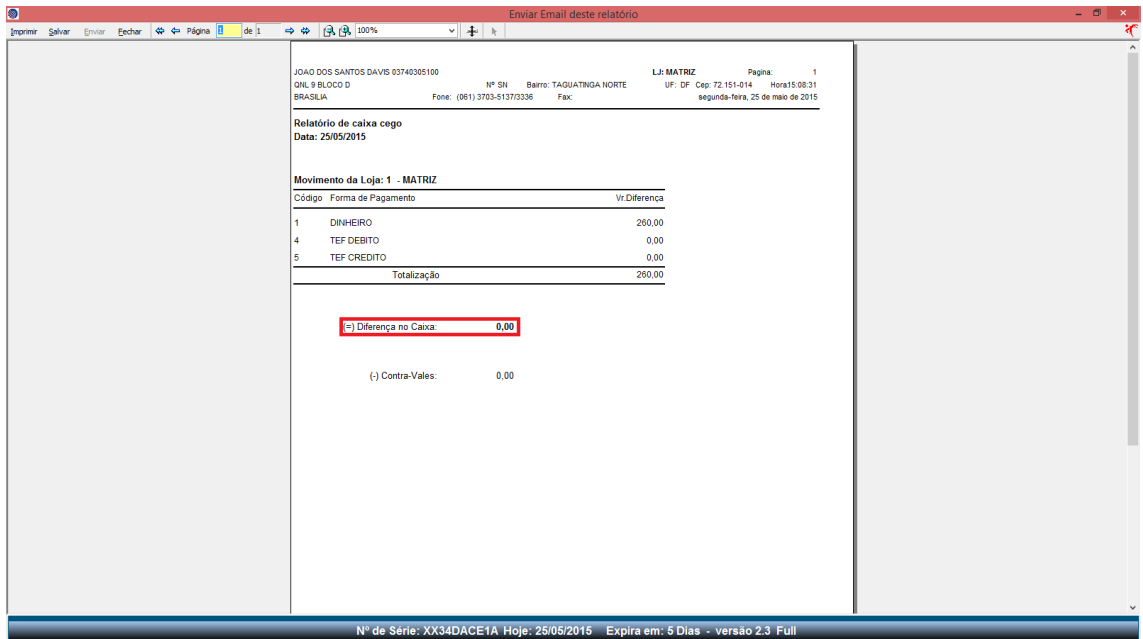 Enviar Email deste relatório
Imprimir Salvar Enviar Fechar Página 1 de 1 100%
JOAO DOS SANTOS DAVIS 03740305100 LJ: MATRIZ Pagina: 1
QNL 9 BLOCO D Nº SN Bairro: TAGUATINGA NORTE UF: DF Cep: 72.151-014 Hora15:08:31
BRASILIA Fone: (061) 3703-5137/3336 Fax: segunda-feira, 25 de maio de 2015
Relatório de caixa cego
Data: 25/05/2015
Movimento da Loja: 1 - MATRIZ
Código Forma de Pagamento Vr.Diferença
1 DINHEIRO 260,00
4 TEF DEBITO 0,00
5 TEF CREDITO 0,00
Totalização 260,00
(=) Diferença no Caixa: 0,00
(-) Contra-Vales: 0,00
Nº de Série: XX34DACE1A Hoje: 25/05/2015 Expira em: 5 Dias - versão 2.3 Full